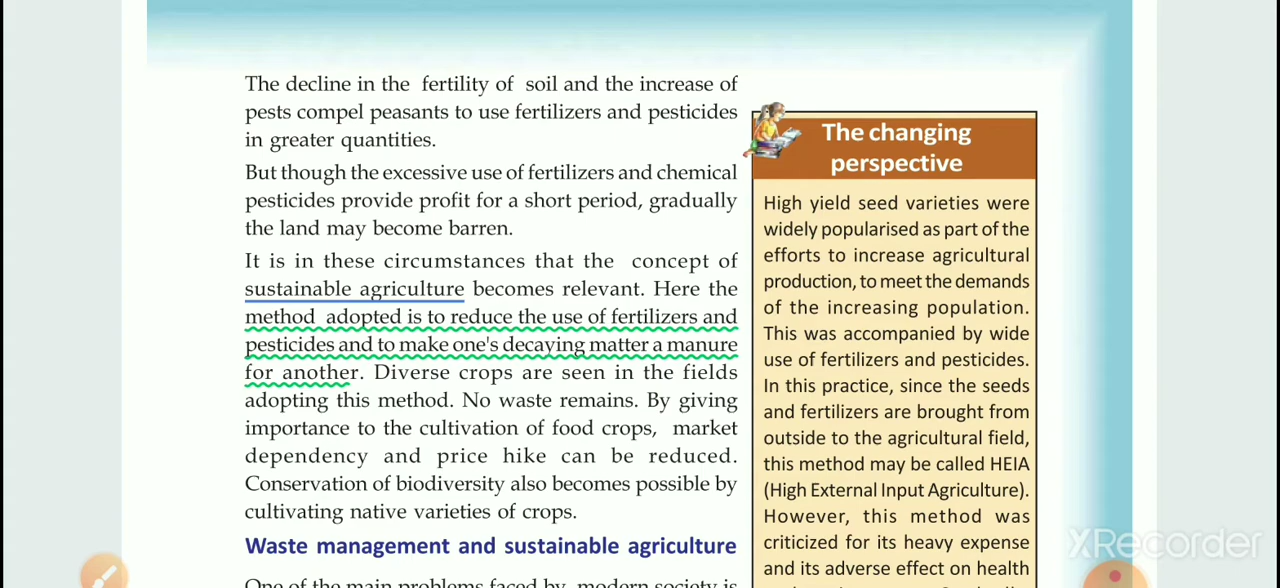 The decline in the fertility of soil and the increase of
pests compel peasants to use fertilizers and pesticides
in greater quantities.
But though the excessive use of fertilizers and chemical
pesticides provide profit for a short period, gradually
the land may become barren.
It is in these circumstances that the concept of
sustainable agriculture becomes relevant. Here the
method adopted is to reduce the use of fertilizers and
pesticides and to make one's decaying matter a manure
for another. Diverse crops are seen in the fields
adopting this method. No waste remains. By giving
importance to the cultivation of food crops, market
dependency and price hike can be reduced.
Conservation of biodiversity also becomes possible by
cultivating native varieties of crops.
Waste management and sustainable agriculture
One of the main problems faced by modern society is
The changing
perspective
High yield seed varieties were
widely popularised as part of the
efforts to increase agricultural
production, to meet the demands
of the increasing population.
This was accompanied by wide
use of fertilizers and pesticides.
In this practice, since the seeds
and fertilizers are brought from
outside to the agricultural field,
this method may be called HEIA
(High External Input Agriculture).
However, this method was
criticized for its heavy expense
and its adverse effect on health
XRecorder